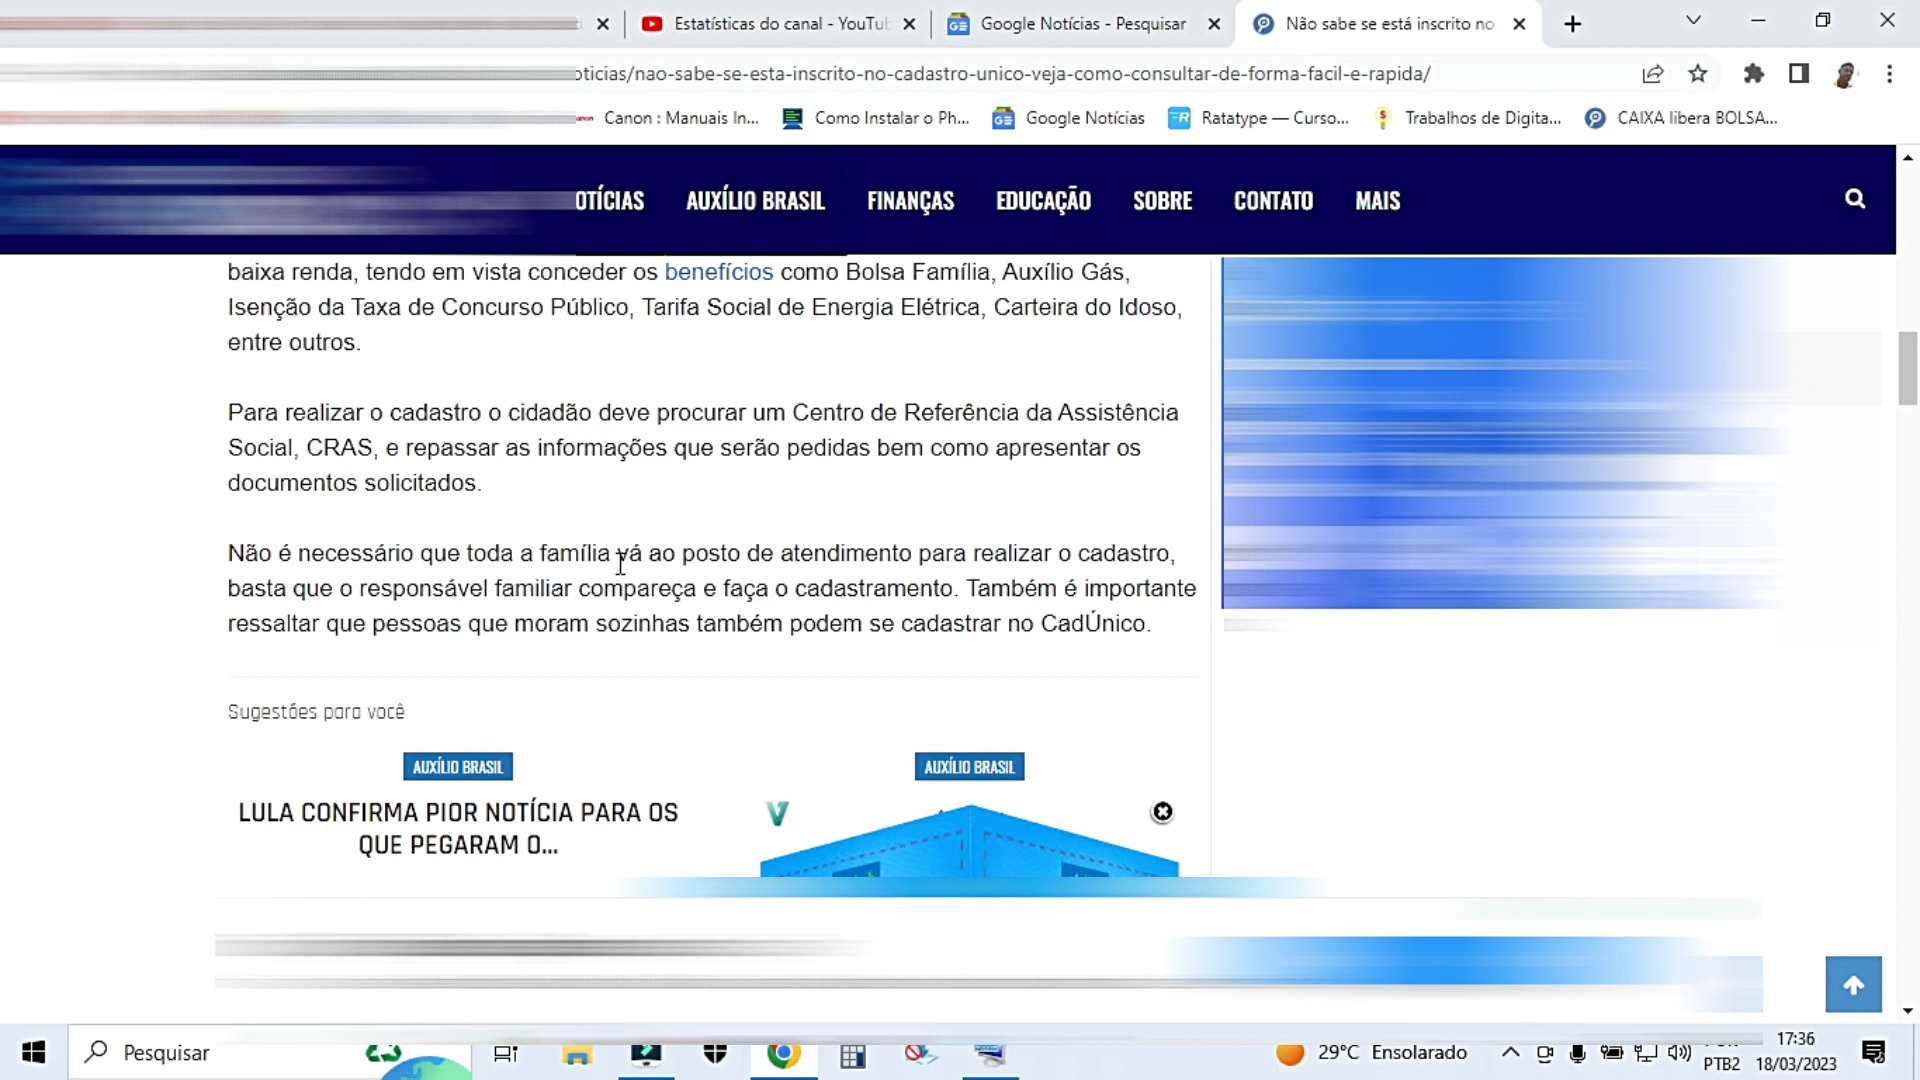 Estatísticas do canal - YouTu
Google Notícias - Pesquisar
Não sabe se está inscrito no
oticias/nao-sabe-se-esta-inscrito-no-cadastro-unico-veja-como-consultar-de-forma-facil-e-rapida/
Canon : Manuais In...
Como Instalar o Ph...
Google Notícias
Ratatype — Curso...
Trabalhos de Digita...
CAIXA libera BOLSA...
OTÍCIAS
AUXÍLIO BRASIL
FINANÇAS
EDUCAÇÃO
SOBRE
CONTATO
MAIS
baixa renda, tendo em vista conceder os benefícios como Bolsa Família, Auxílio Gás,
Isenção da Taxa de Concurso Público, Tarifa Social de Energia Elétrica, Carteira do Idoso,
entre outros.
Para realizar o cadastro o cidadão deve procurar um Centro de Referência da Assistência
Social, CRAS, e repassar as informações que serão pedidas bem como apresentar os
documentos solicitados.
Não é necessário que toda a família vá ao posto de atendimento para realizar o cadastro,
basta que o responsável familiar compareça e faça o cadastramento. Também é importante
ressaltar que pessoas que moram sozinhas também podem se cadastrar no CadÚnico.
Sugestões para você
AUXÍLIO BRASIL
LULA CONFIRMA PIOR NOTÍCIA PARA OS
QUE PEGARAM O...
AUXÍLIO BRASIL
Pesquisar
29°C Ensolarado
PTB2
17:36
18/03/2023